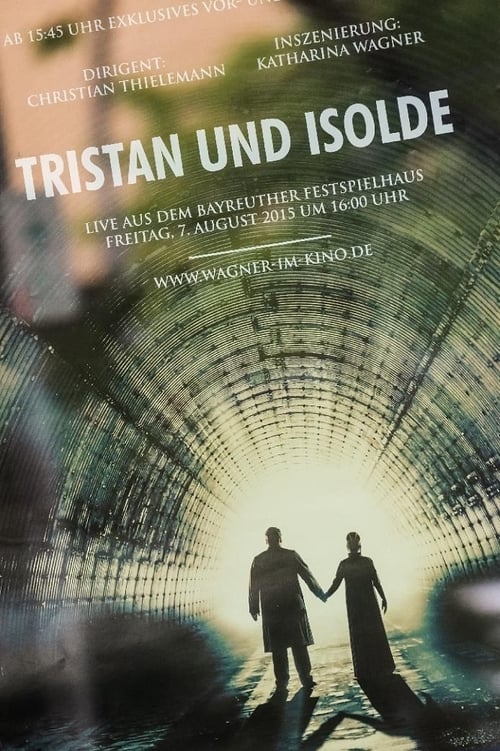 AB 15:45 UHR EXKLUSIVES VOR- UND
DIRIGENT:
CHRISTIAN THIELEMANN
INSZENIERUNG:
KATHARINA WAGNER
TRISTAN UND ISOLDE
LIVE AUS DEM BAYREUTHER FESTSPIELHAUS
FREITAG, 7. AUGUST 2015 UM 16:00 UHR
WWW.WAGNER-IM-KINO.DE